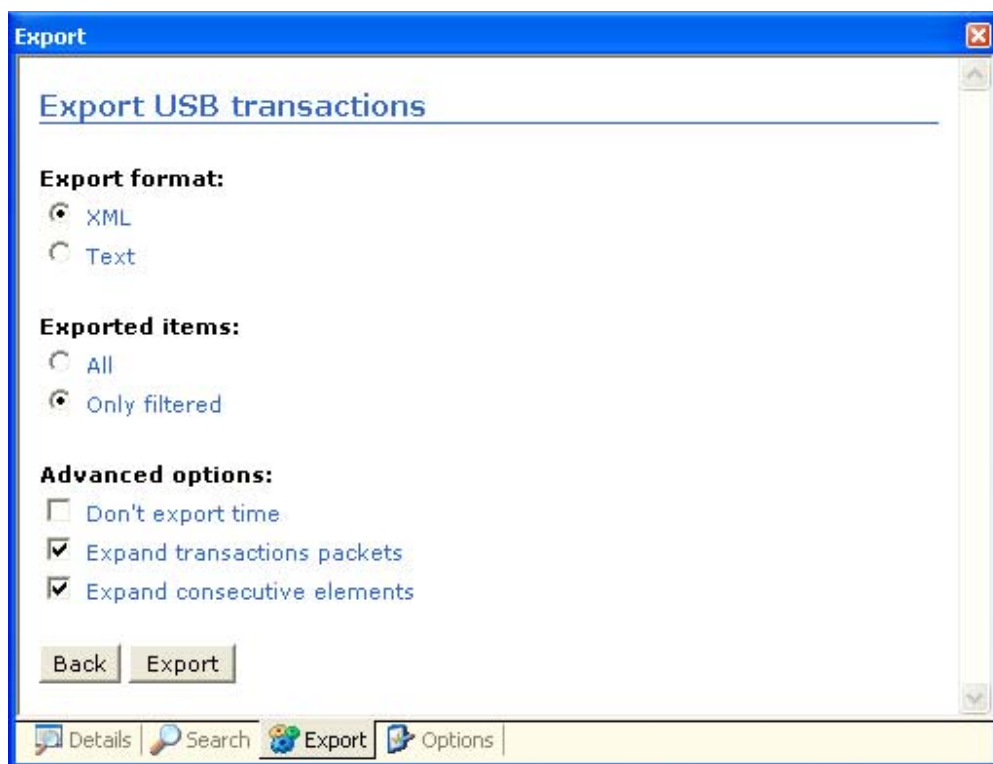 Export
Export USB transactions
Export format:
XML
Text
Exported items:
All
Only filtered
Advanced options:
Don't export time
Expand transactions packets
Expand consecutive elements
Back Export
Details Search Export Options